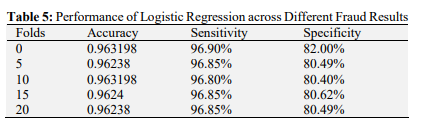 Table 5: Performance of Logistic Regression across Different Fraud Results
Folds Accuracy Sensitivity Specificity
0 0.963198 96.90% 82.00%
5 0.96238 96.85% 80.49%
10 0.963198 96.80% 80.40%
15 0.9624 96.85% 80.62%
20 0.96238 96.85% 80.49%